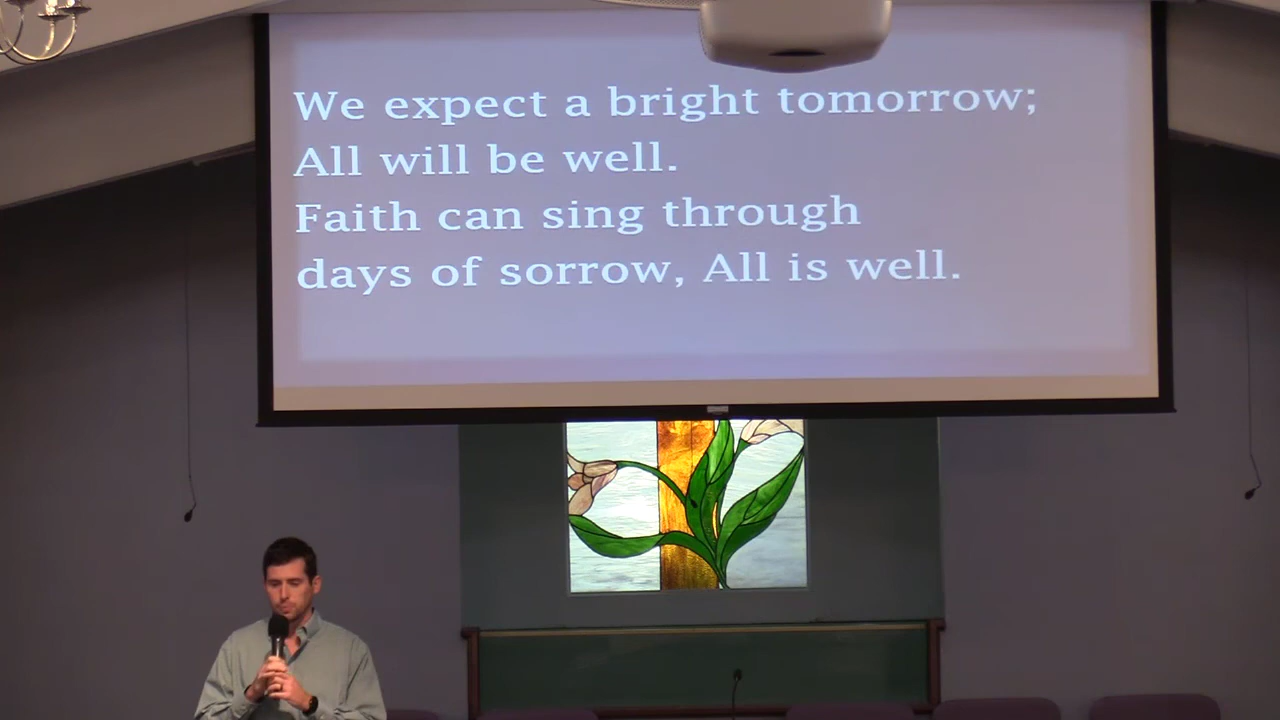 We expect a bright tomorrow;
All will be well.
Faith can sing through
days of sorrow, All is well.